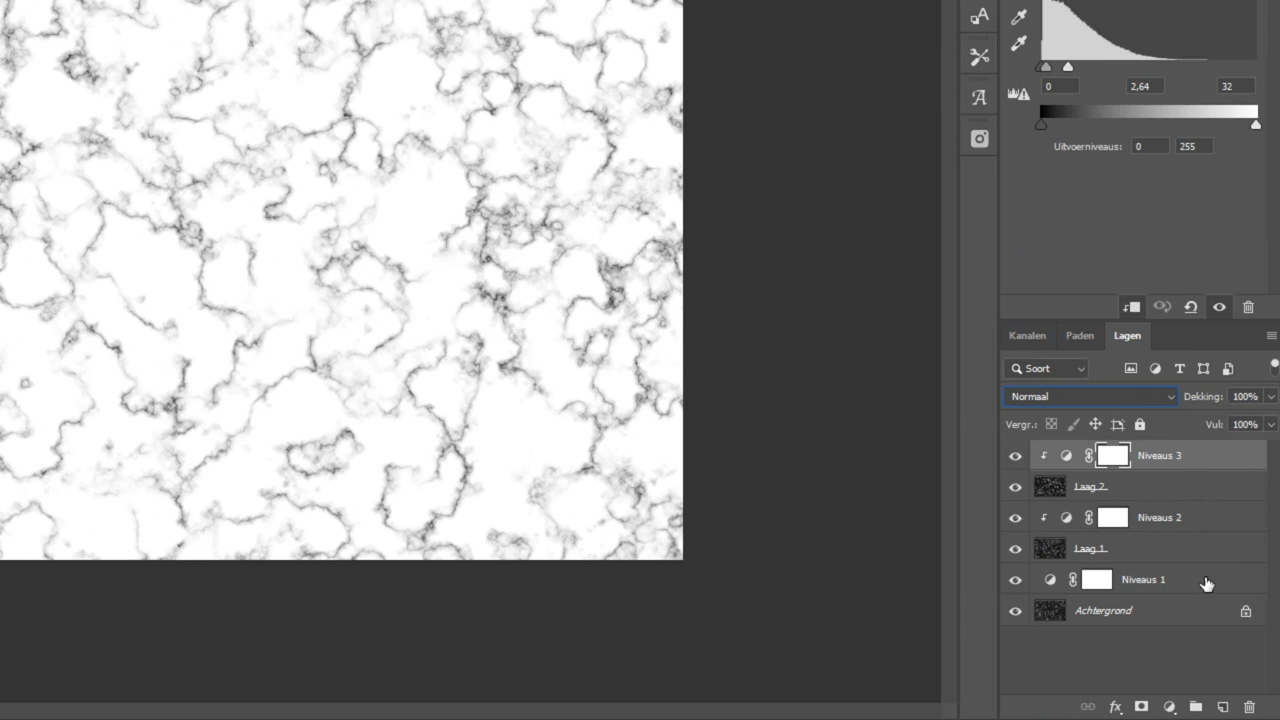 0 2,64 32
Uitvoerniveaus: 0 255
Kanalen Paden Lagen
Soort
Normaal Dekking: 100%
Vergr.: Vul: 100%
Niveaus 3
Laag 2
Niveaus 2
Laag 1
Niveaus 1
Achtergrond
fx